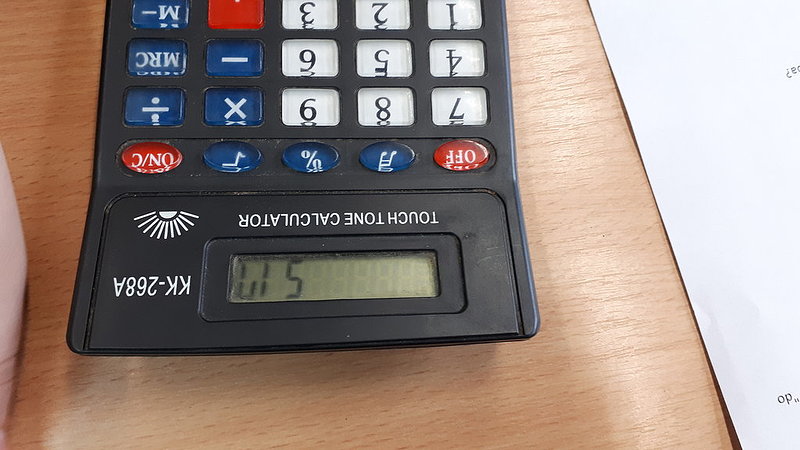 KK-268A
TOUCH TONE CALCULATOR
OFF % √ ON/C
7 8 9 × ÷
4 5 6 − MRC
1 2 3 + M−